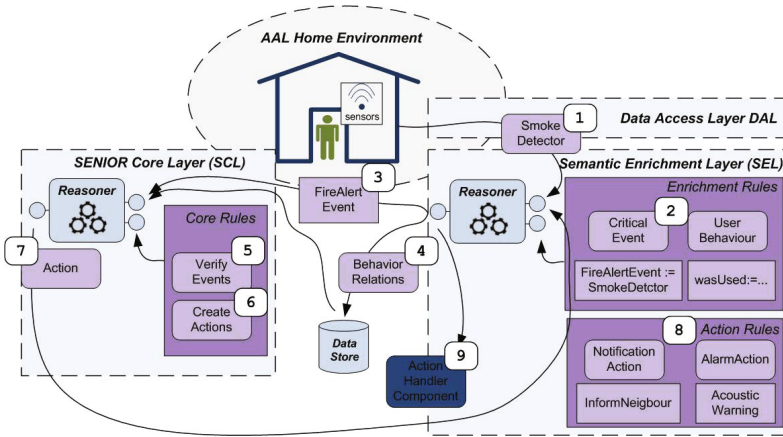 AAL Home Environment
sensors
1
Smoke
Detector
Data Access Layer DAL
SENIOR Core Layer (SCL)
Semantic Enrichment Layer (SEL)
Reasoner
3
FireAlert
Event
Reasoner
Enrichment Rules
2
Critical
Event
User
Behaviour
FireAlertEvent :=
SmokeDetctor
wasUsed:=...
Core Rules
5
Verify
Events
6
Create
Actions
7
Action
4
Behavior
Relations
Data
Store
9
Action
Handler
Component
8
Action Rules
Notification
Action
AlarmAction
InformNeigbour
Acoustic
Warning